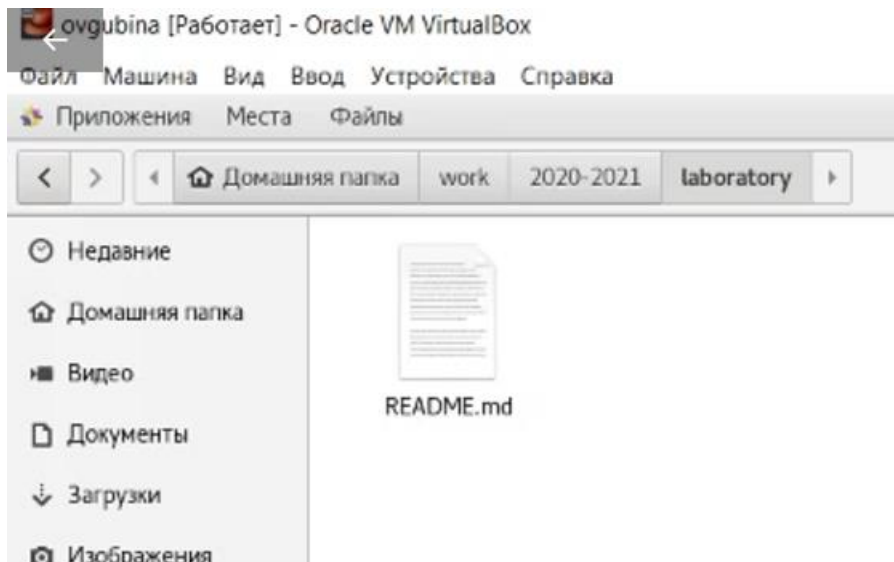 ovgubina [Работает] - Oracle VM VirtualBox
Файл Машина Вид Ввод Устройства Справка
Приложения Места Файлы
Домашняя папка work 2020-2021 laboratory
Недавние
Домашняя папка
Видео
Документы
Загрузки
Изображения
README.md